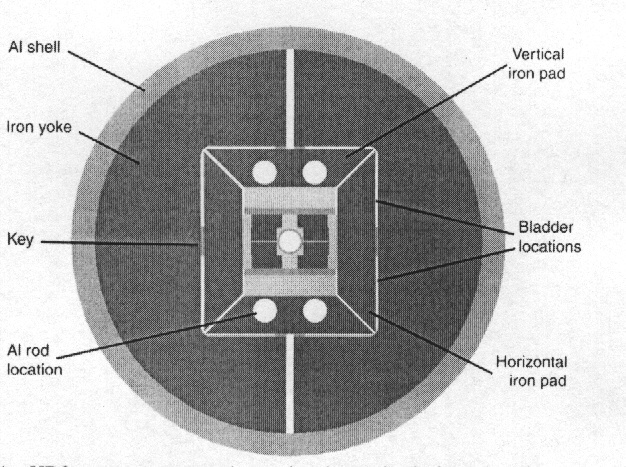 Al shell
Iron yoke
Key
Al rod
location
Vertical
iron pad
Bladder
locations
Horizontal
iron pad